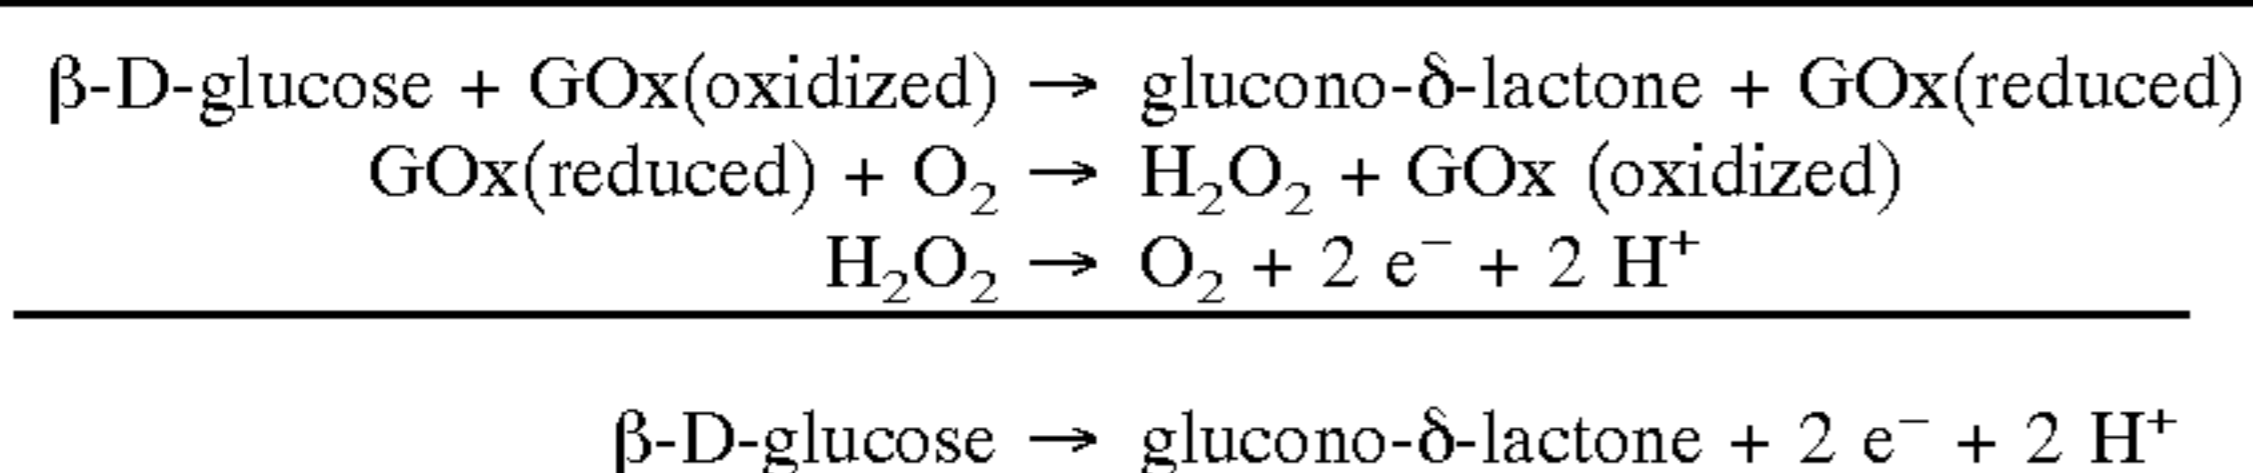 β-D-glucose + GOx(oxidized) → glucono-δ-lactone + GOx(reduced)
GOx(reduced) + O₂ → H₂O₂ + GOx (oxidized)
H₂O₂ → O₂ + 2 e⁻ + 2 H⁺
β-D-glucose → glucono-δ-lactone + 2 e⁻ + 2 H⁺